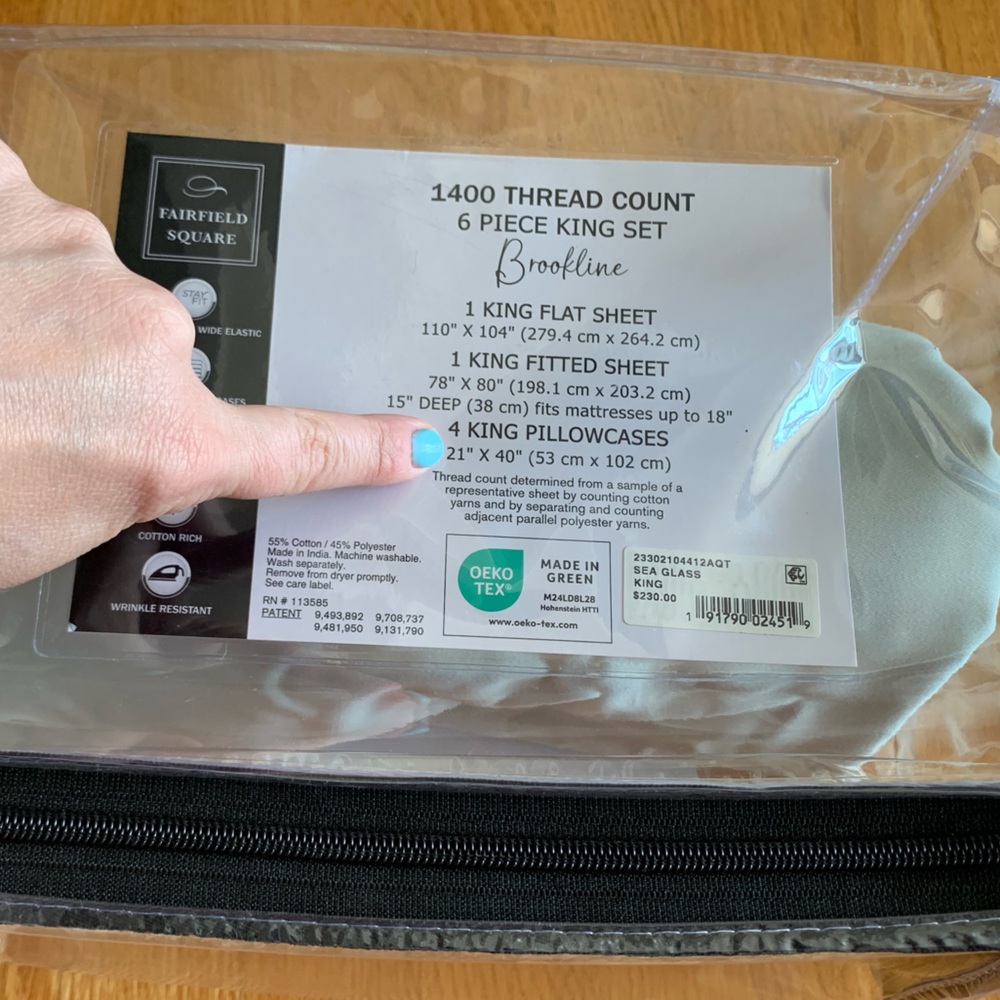 FAIRFIELD
SQUARE
STAY
FIT
WIDE ELASTIC
COTTON RICH
WRINKLE RESISTANT
1400 THREAD COUNT
6 PIECE KING SET
Brookline
1 KING FLAT SHEET
110" X 104" (279.4 cm x 264.2 cm)
1 KING FITTED SHEET
78" X 80" (198.1 cm x 203.2 cm)
15" DEEP (38 cm) fits mattresses up to 18"
4 KING PILLOWCASES
21" X 40" (53 cm x 102 cm)
Thread count determined from a sample of a
representative sheet by counting cotton
yarns and by separating and counting
adjacent parallel polyester yarns.
55% Cotton / 45% Polyester
Made in India. Machine washable.
Wash separately.
Remove from dryer promptly.
See care label.
RN # 113585
PATENT 9,493,892 9,708,737
9,481,950 9,131,790
OEKO
TEX®
MADE IN
GREEN
M24LD8L2B
Hohenstein HTTI
www.oeko-tex.com
23302104412AQT
SEA GLASS
KING
$230.00
1 91790 02451 9